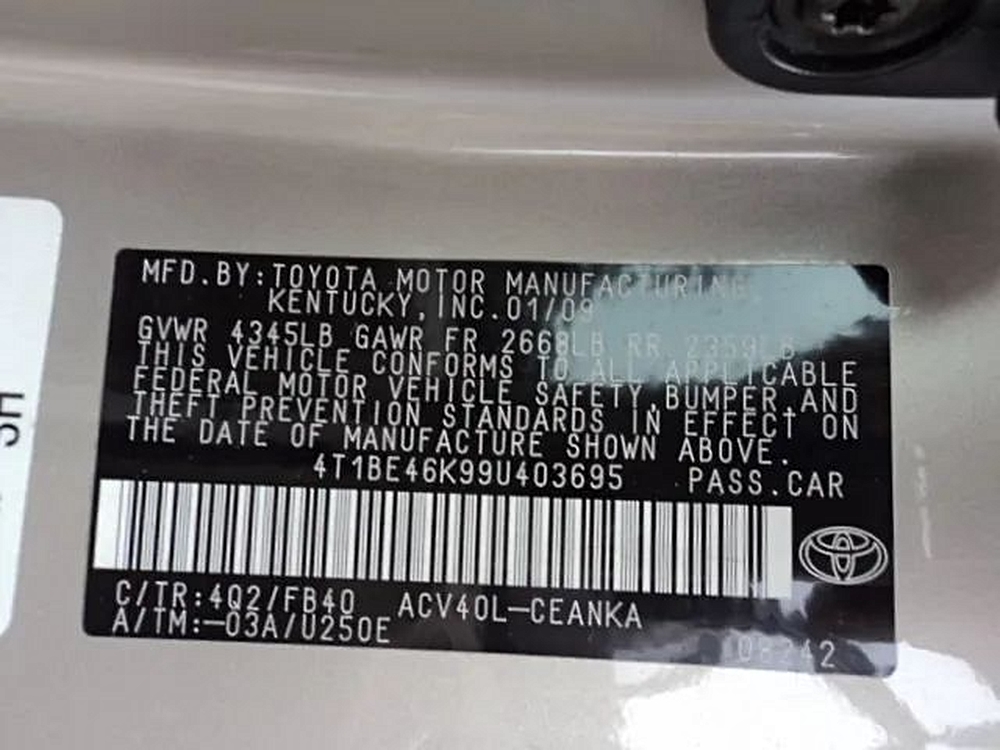 MFD.BY:TOYOTA MOTOR MANUFACTURING,
KENTUCKY,INC.01/09
GVWR 4345LB GAWR FR 2668LB RR 2359LB
THIS VEHICLE CONFORMS TO ALL APPLICABLE
FEDERAL MOTOR VEHICLE SAFETY,BUMPER,AND
THEFT PREVENTION STANDARDS IN EFFECT ON
THE DATE OF MANUFACTURE SHOWN ABOVE.
4T1BE46K99U403695 PASS.CAR
C/TR:4Q2/FB40 ACV40L-CEANKA
A/TM:-03A/U250E